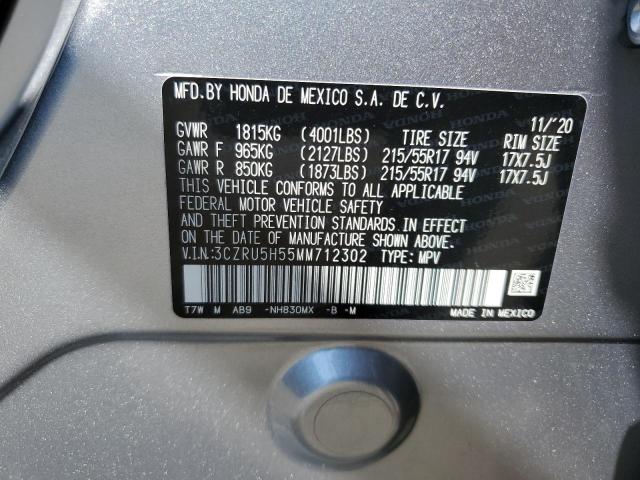 MFD.BY HONDA DE MEXICO S.A. DE C.V.
11/'20
GVWR 1815KG (4001LBS) TIRE SIZE RIM SIZE
GAWR F 965KG (2127LBS) 215/55R17 94V 17X7.5J
GAWR R 850KG (1873LBS) 215/55R17 94V 17X7.5J
THIS VEHICLE CONFORMS TO ALL APPLICABLE
FEDERAL MOTOR VEHICLE SAFETY
AND THEFT PREVENTION STANDARDS IN EFFECT
ON THE DATE OF MANUFACTURE SHOWN ABOVE.
V.I.N:3CZRU5H55MM712302 TYPE: MPV
T7W M AB9 -NH830MX -B -M
MADE IN MEXICO